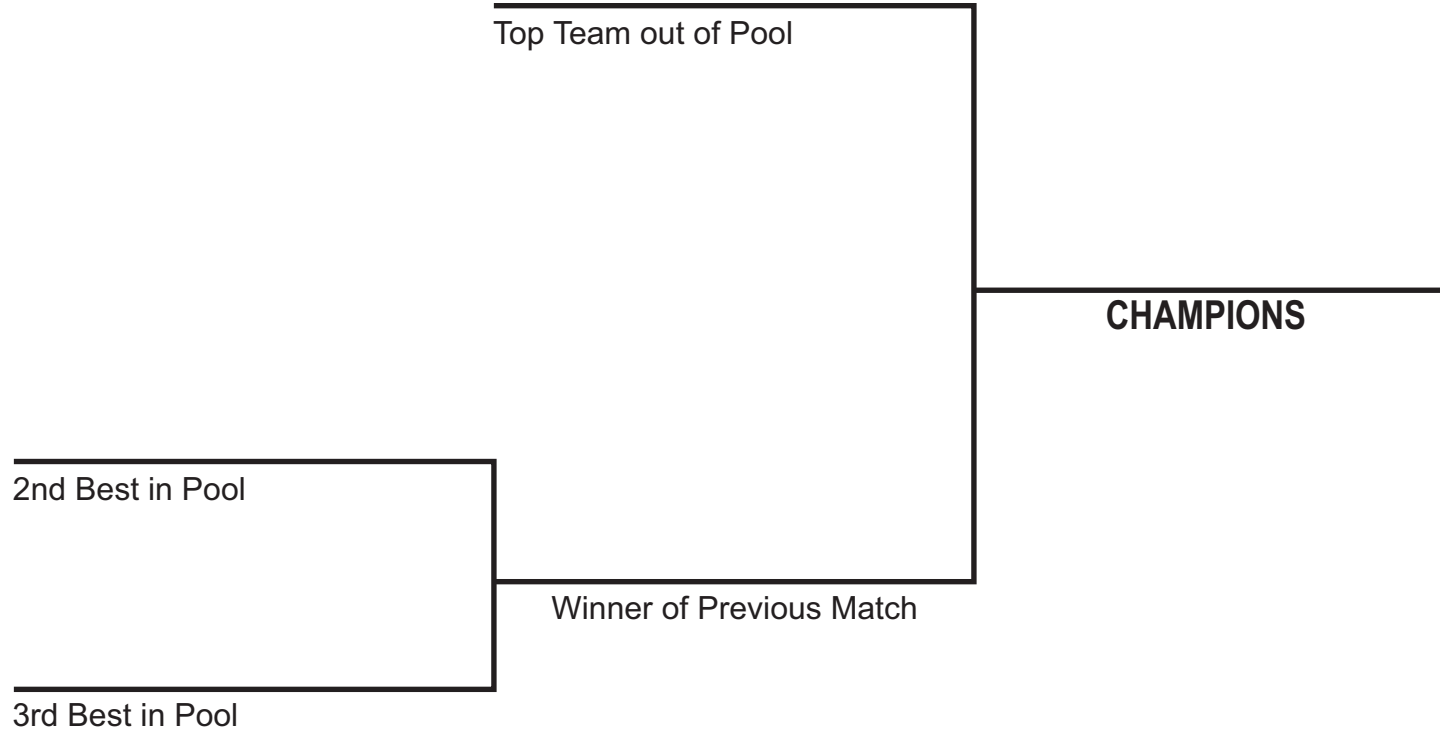 Top Team out of Pool
CHAMPIONS
2nd Best in Pool
Winner of Previous Match
3rd Best in Pool